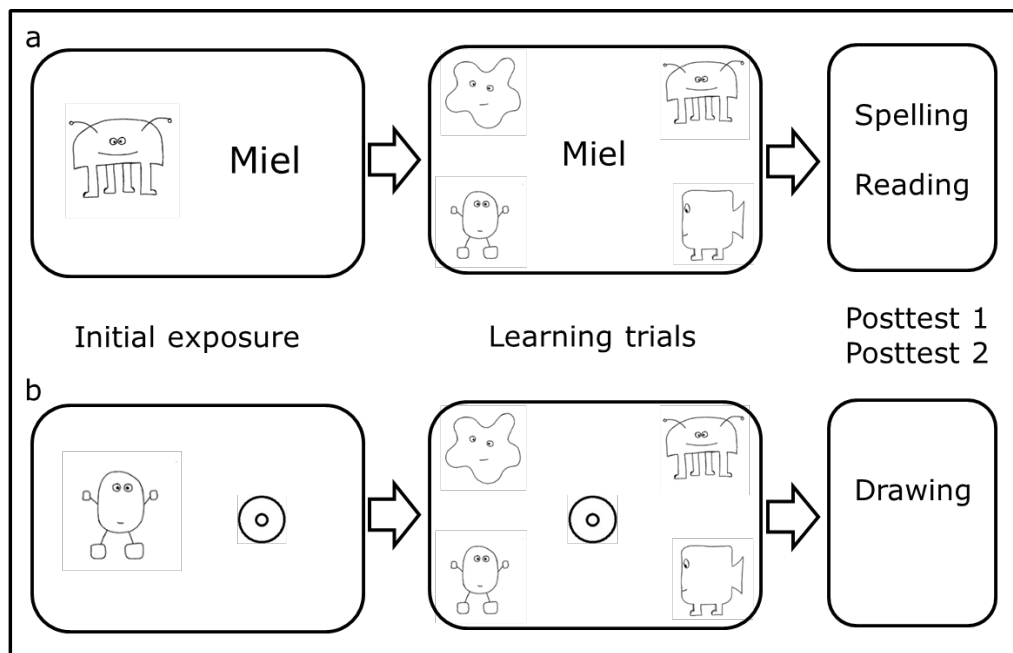 a
Miel
Miel
Spelling
Reading
Initial exposure
Learning trials
Posttest 1
Posttest 2
b
Drawing